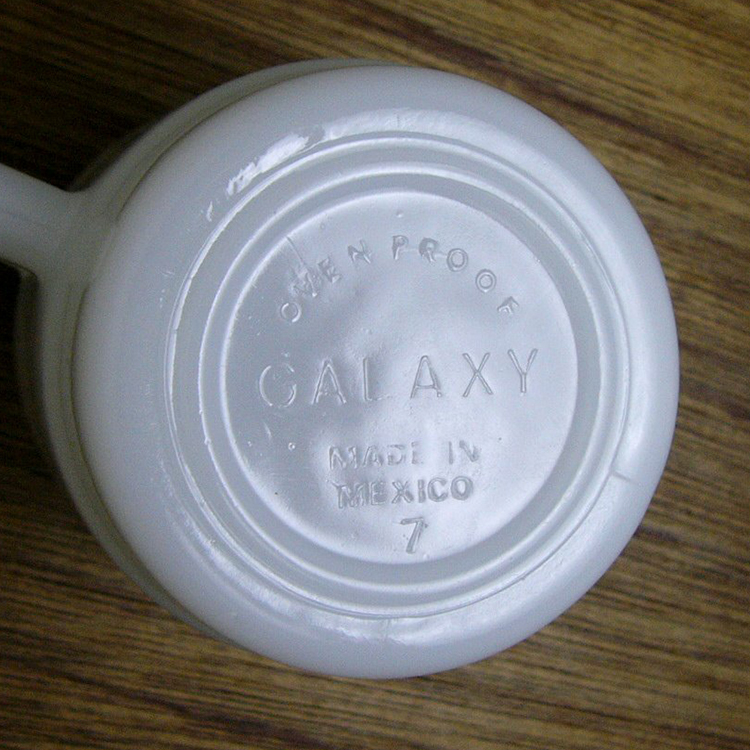 OVEN PROOF
GALAXY
MADE IN
MEXICO
7